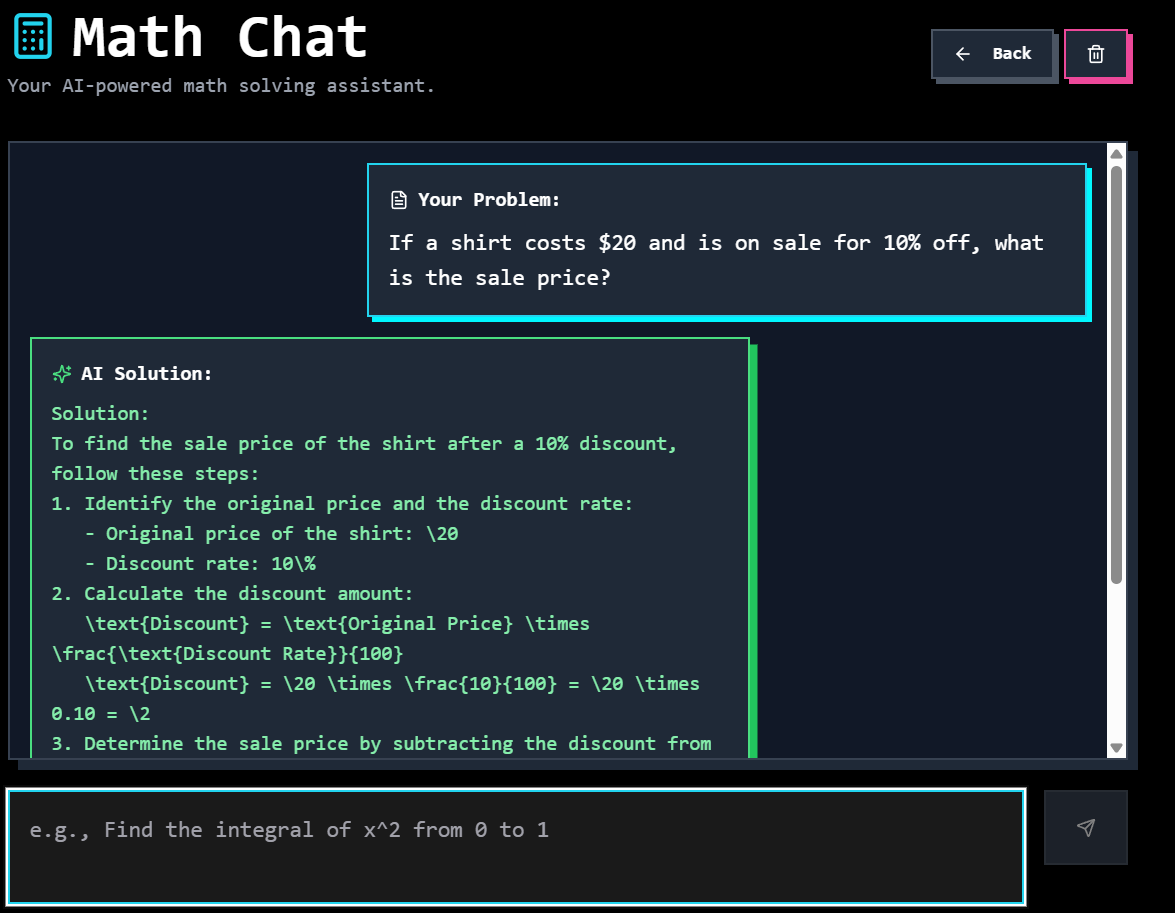 Math Chat
Your AI-powered math solving assistant.
Back
Your Problem:
If a shirt costs $20 and is on sale for 10% off, what
is the sale price?
AI Solution:
Solution:
To find the sale price of the shirt after a 10% discount,
follow these steps:
1. Identify the original price and the discount rate:
- Original price of the shirt: \20
- Discount rate: 10\%
2. Calculate the discount amount:
\text{Discount} = \text{Original Price} \times
\frac{\text{Discount Rate}}{100}
\text{Discount} = \20 \times \frac{10}{100} = \20 \times
0.10 = \2
3. Determine the sale price by subtracting the discount from
e.g., Find the integral of x^2 from 0 to 1